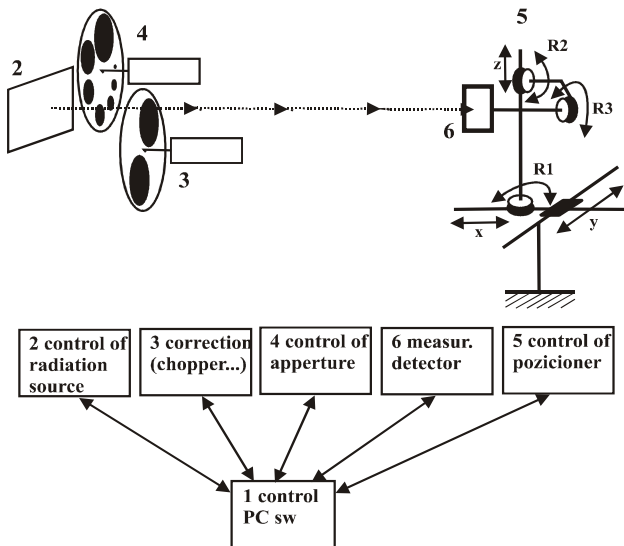 5
4
2
R2
z
R3
6
3
R1
x
y
2 control of
radiation
source
3 correction
(chopper...)
4 control of
apperture
6 measur.
detector
5 control of
pozicioner
1 control
PC sw